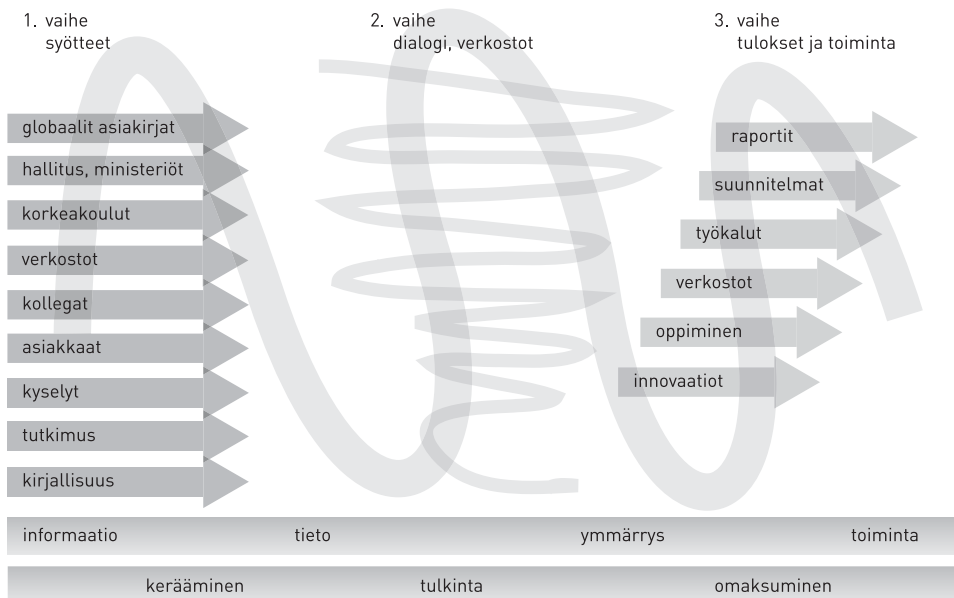 1. vaihe
syötteet
2. vaihe
dialogi, verkostot
3. vaihe
tulokset ja toiminta
globaalit asiakirjat
hallitus, ministeriöt
korkeakoulut
verkostot
kollegat
asiakkaat
kyselyt
tutkimus
kirjallisuus
raportit
suunnitelmat
työkalut
verkostot
oppiminen
innovaatiot
informaatio tieto ymmärrys toiminta
kerääminen tulkinta omaksuminen